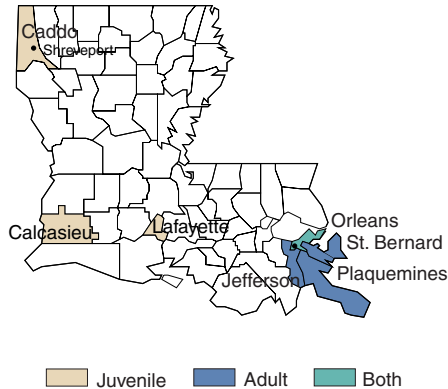 Caddo
Shreveport
Orleans
Calcasieu
Lafayette
St. Bernard
Plaquemines
Jefferson
Juvenile
Adult
Both